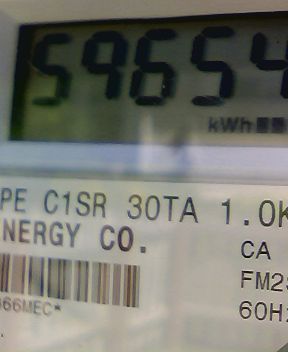 59654
kWh
PE C1SR 30TA 1.0K
NERGY CO.
CA
FM2S
66MEC*
60Hz